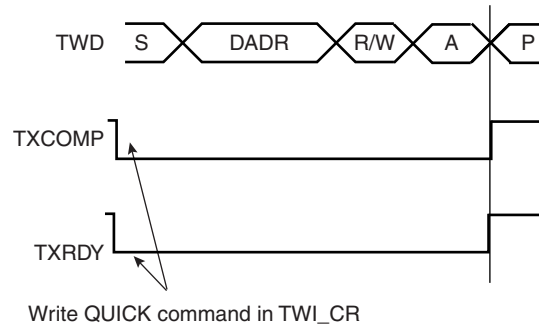 TWD S DADR R/W A P
TXCOMP
TXRDY
Write QUICK command in TWI_CR